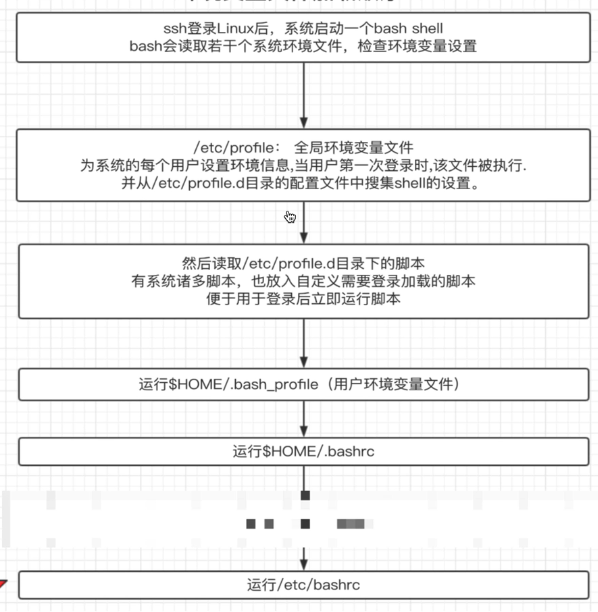 ssh登录Linux后，系统启动一个bash shell
bash会读取若干个系统环境文件，检查环境变量设置
/etc/profile： 全局环境变量文件
为系统的每个用户设置环境信息,当用户第一次登录时,该文件被执行.
并从/etc/profile.d目录的配置文件中搜集shell的设置。
然后读取/etc/profile.d目录下的脚本
有系统诸多脚本，也放入自定义需要登录加载的脚本
便于用于登录后立即运行脚本
运行$HOME/.bash_profile（用户环境变量文件）
运行$HOME/.bashrc
运行/etc/bashrc